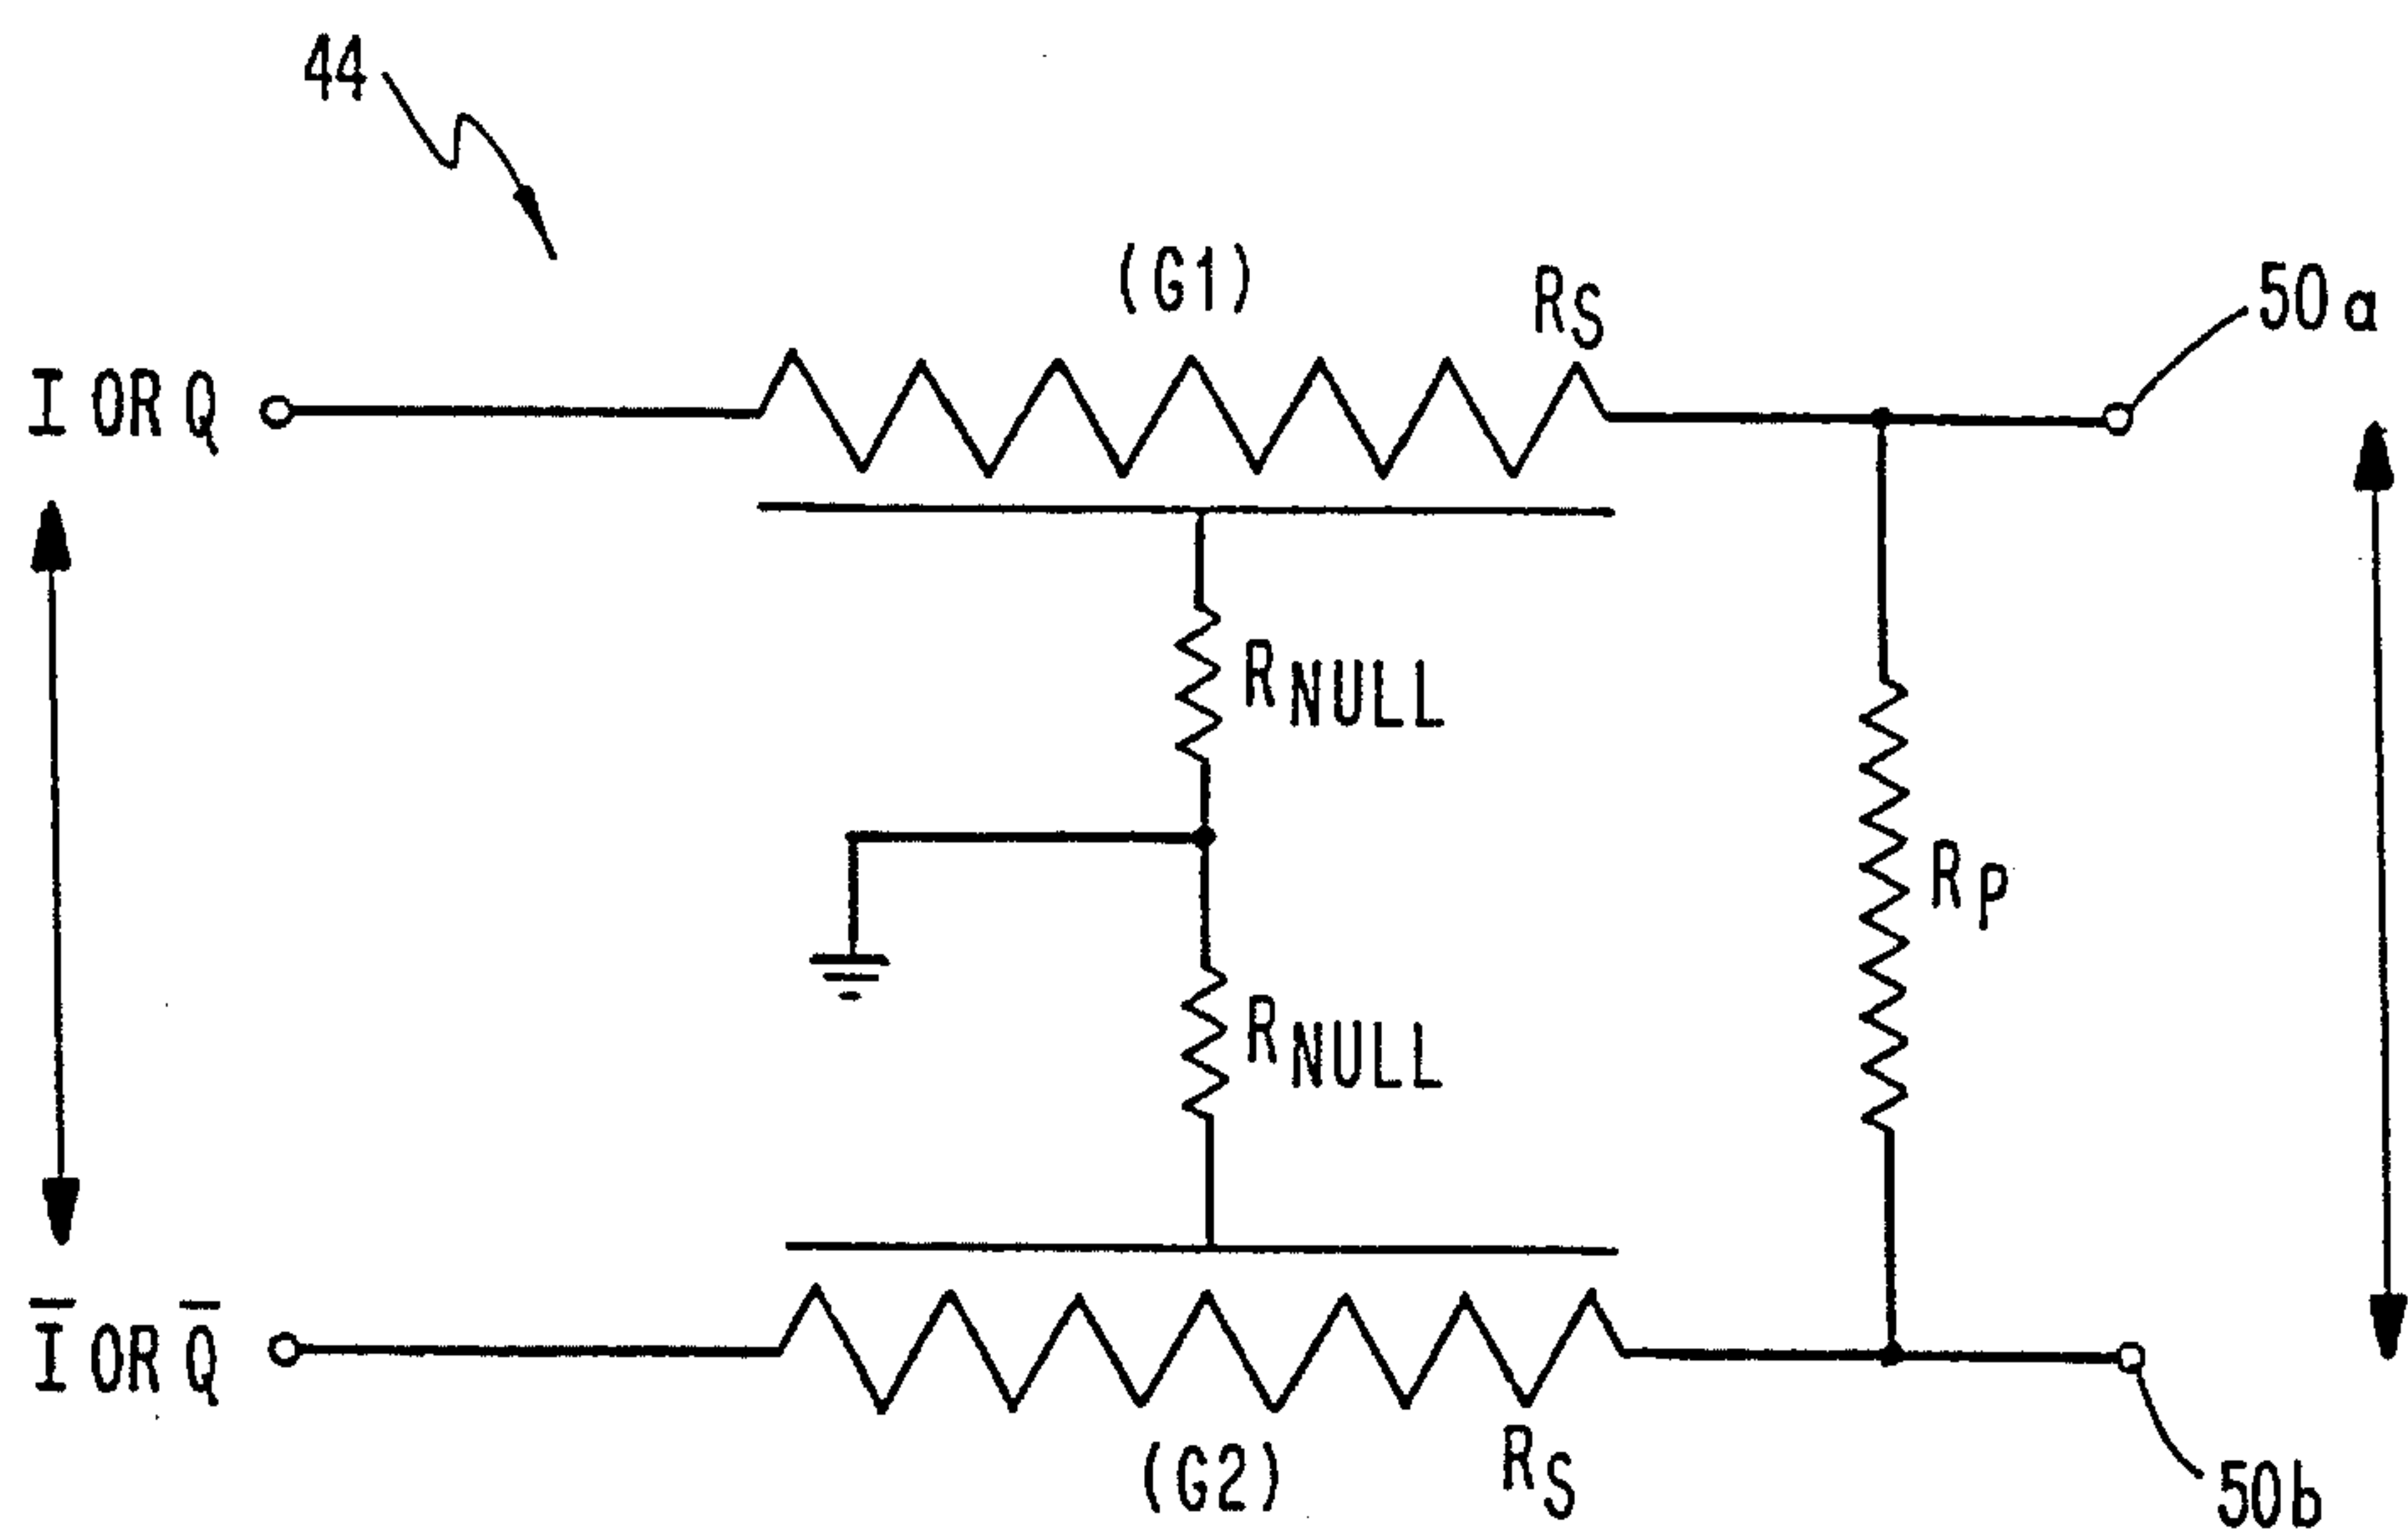 44
(G1)
RS
50a
I OR Q
RNULL
RP
RNULL
Ī OR Q̄
(G2)
RS
50b